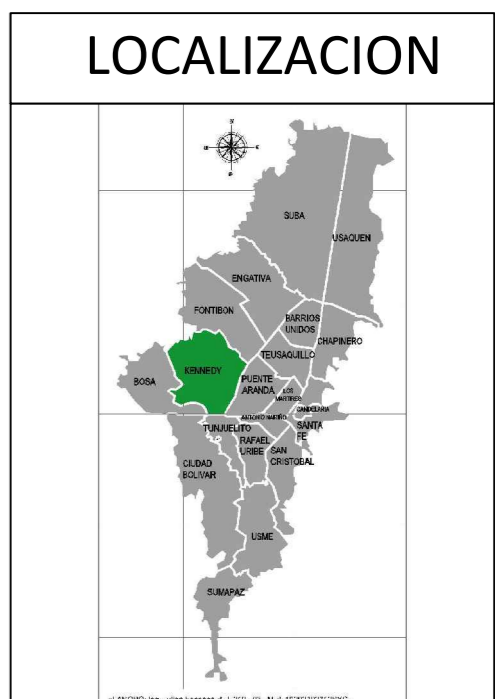 LOCALIZACION
SUBA
USAQUEN
ENGATIVA
FONTIBON
BARRIOS
UNIDOS
CHAPINERO
TEUSAQUILLO
KENNEDY
BOSA
PUENTE
ARANDA
LOS
MARTIRES
CANDELARIA
ANTONIO NARIÑO
SANTA
FE
TUNJUELITO
RAFAEL
URIBE
SAN
CRISTOBAL
CIUDAD
BOLIVAR
USME
SUMAPAZ